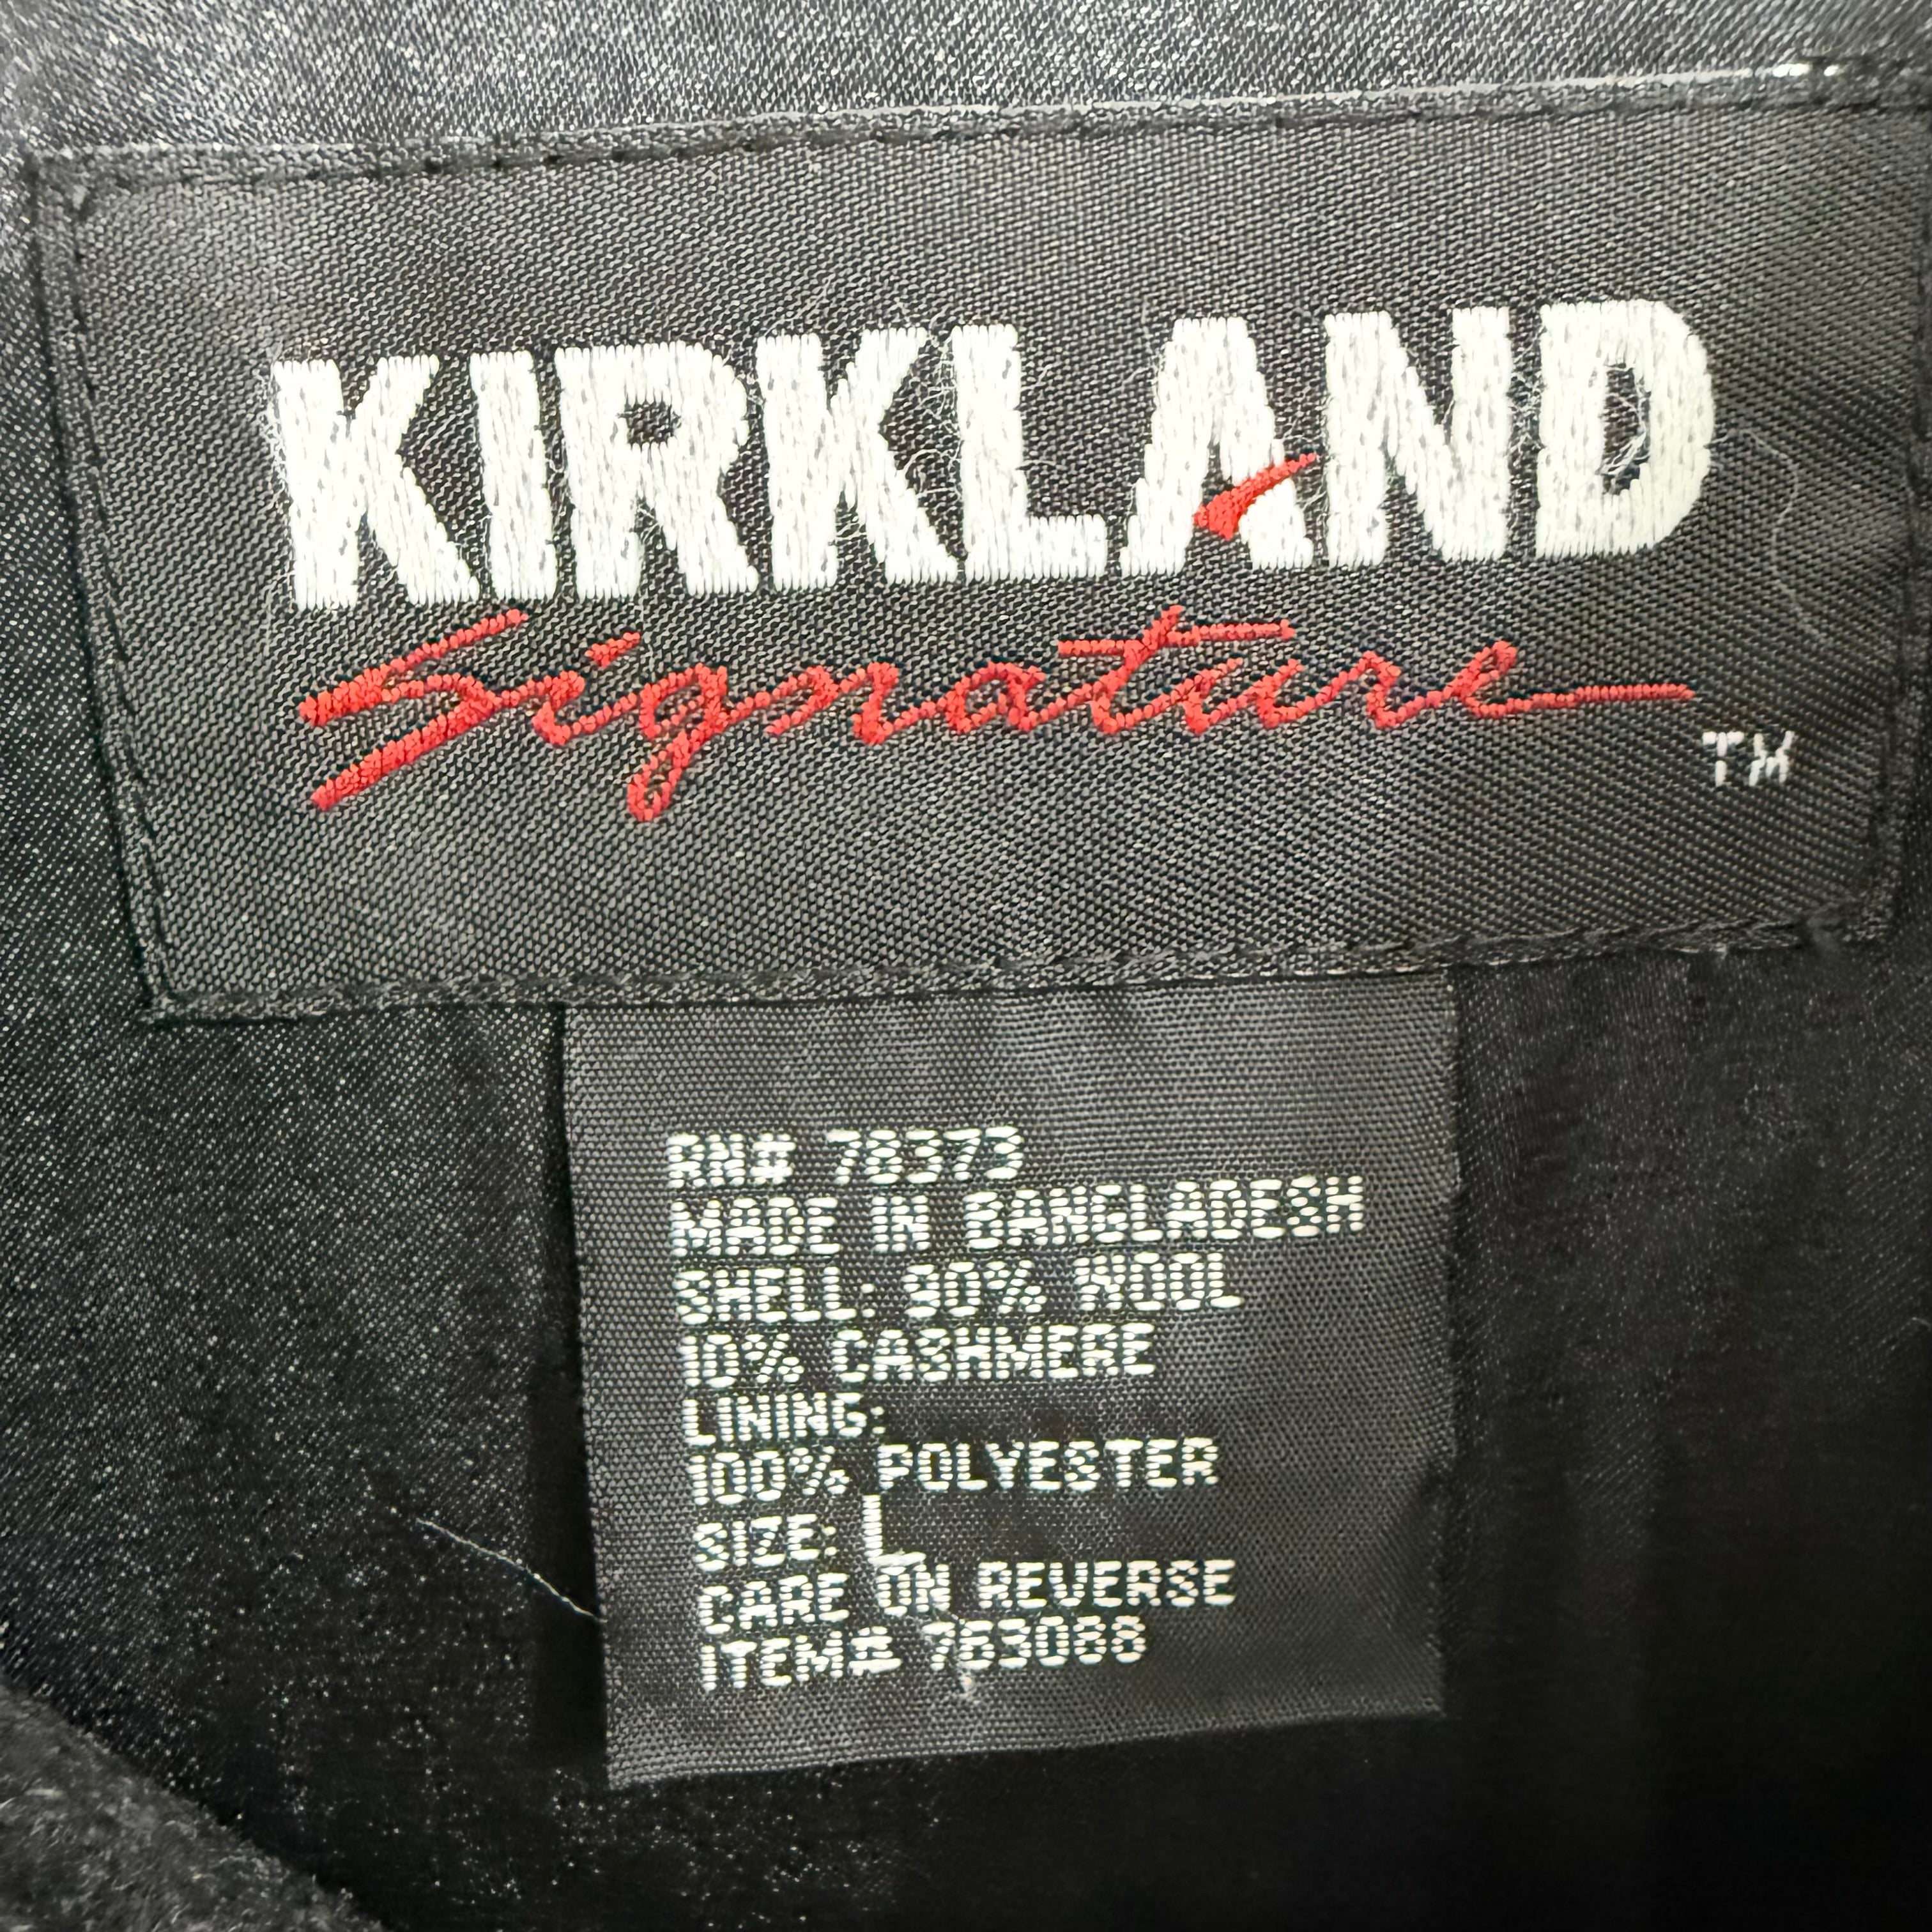 KIRKLAND
Signature
TM
RN# 78373
MADE IN BANGLADESH
SHELL: 90% WOOL
10% CASHMERE
LINING:
100% POLYESTER
SIZE: L
CARE ON REVERSE
ITEM# 763088